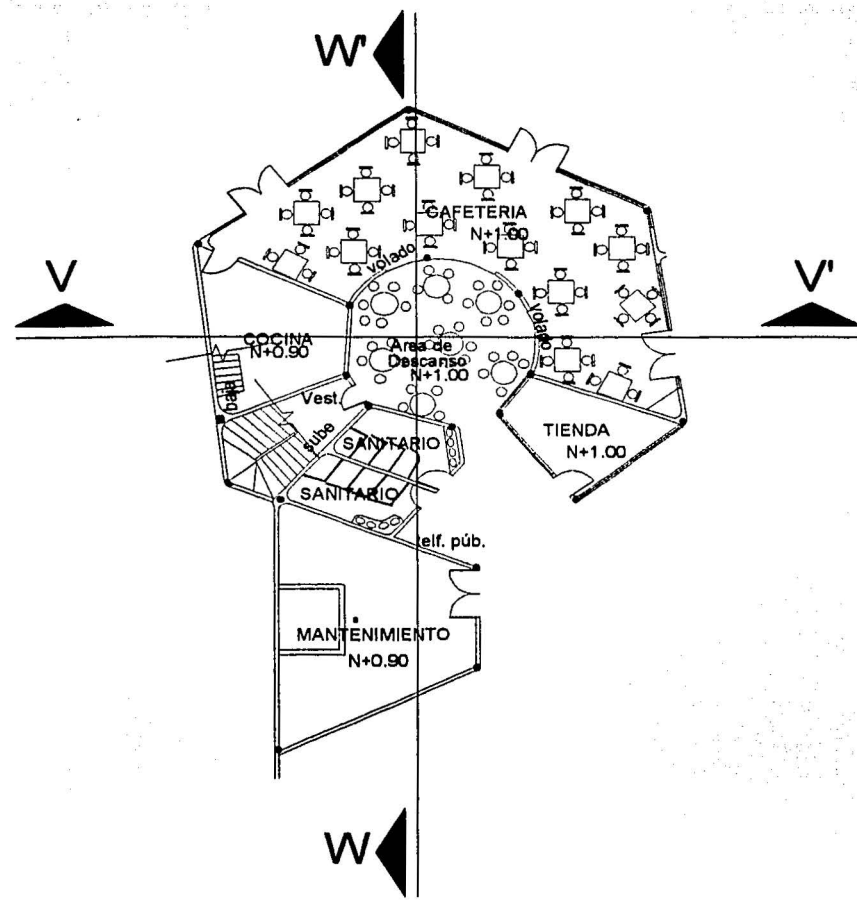 W'
CAFETERIA
N+1.00
volado
V
V'
Volado
COCINA
N+0.90
Area de
Descanso
N+1.00
baja
Vest.
sube
TIENDA
N+1.00
SANITARIO
SANITARIO
elf. púb.
MANTENIMIENTO
N+0.90
W